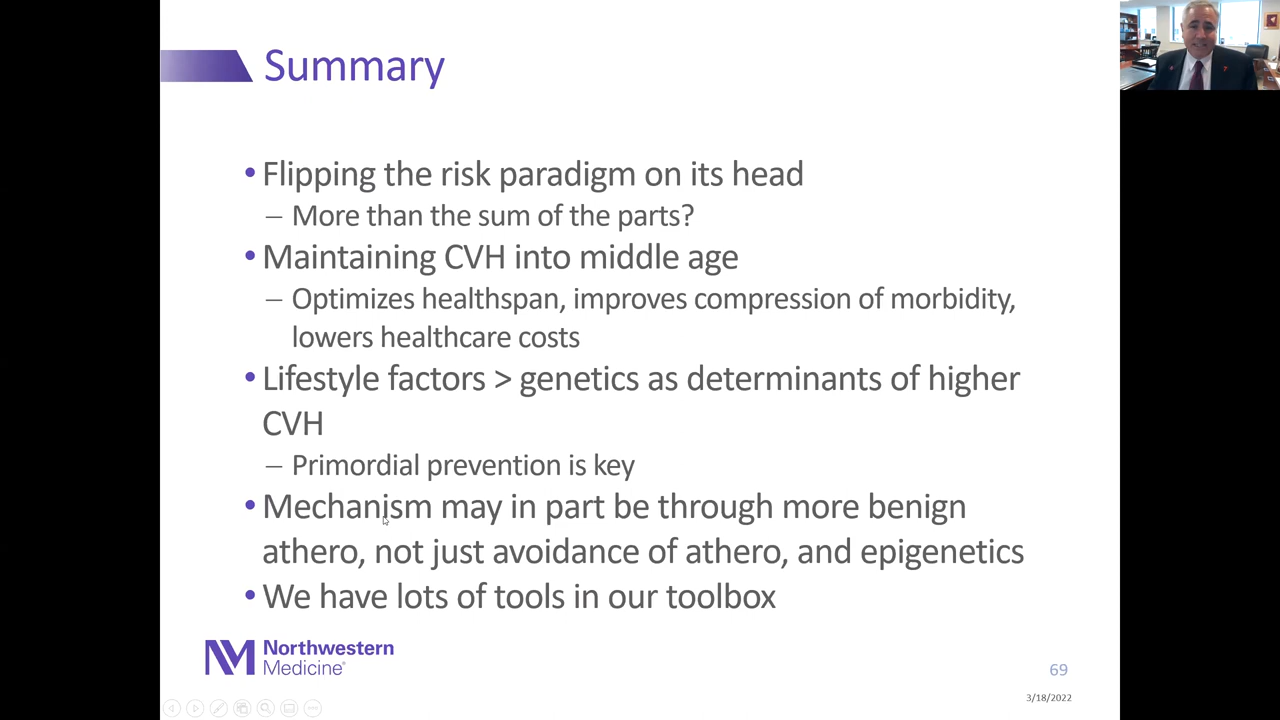 Summary
• Flipping the risk paradigm on its head
– More than the sum of the parts?
• Maintaining CVH into middle age
– Optimizes healthspan, improves compression of morbidity,
lowers healthcare costs
• Lifestyle factors > genetics as determinants of higher
CVH
– Primordial prevention is key
• Mechanism may in part be through more benign
athero, not just avoidance of athero, and epigenetics
• We have lots of tools in our toolbox
NM Northwestern
Medicine®
69
3/18/2022